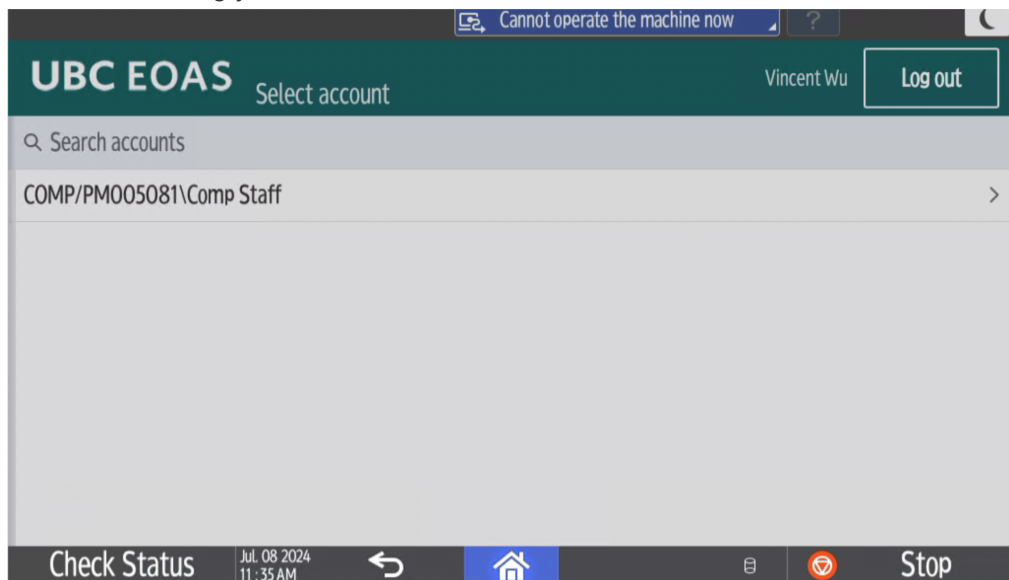 Cannot operate the machine now
?
UBC EOAS
Select account
Vincent Wu
Log out
Search accounts
COMP/PM005081\Comp Staff
Check Status
Jul. 08 2024
11:35 AM
Stop